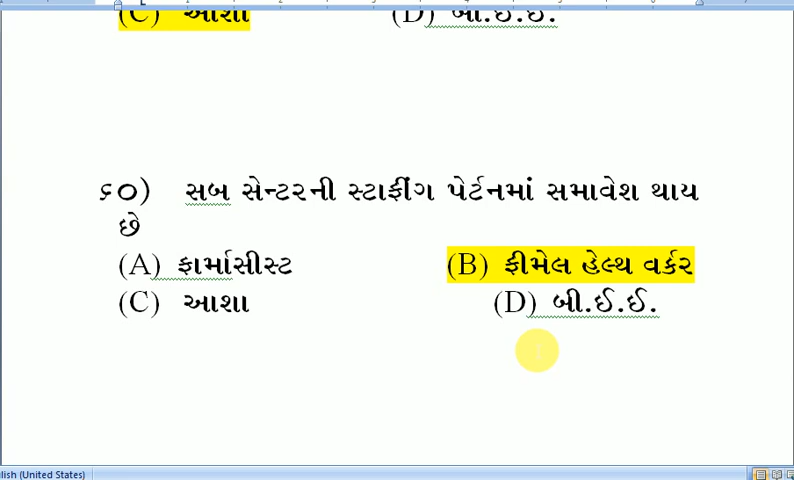 (C) આશા (D) બી.ઈ.ઈ.
૬૦) સબ સેન્ટરની સ્ટાફીંગ પેર્ટનમાં સમાવેશ થાય
છે
(A) ફાર્માસીસ્ટ (B) ફીમેલ હેલ્થ વર્કર
(C) આશા (D) બી.ઈ.ઈ.
lish (United States)